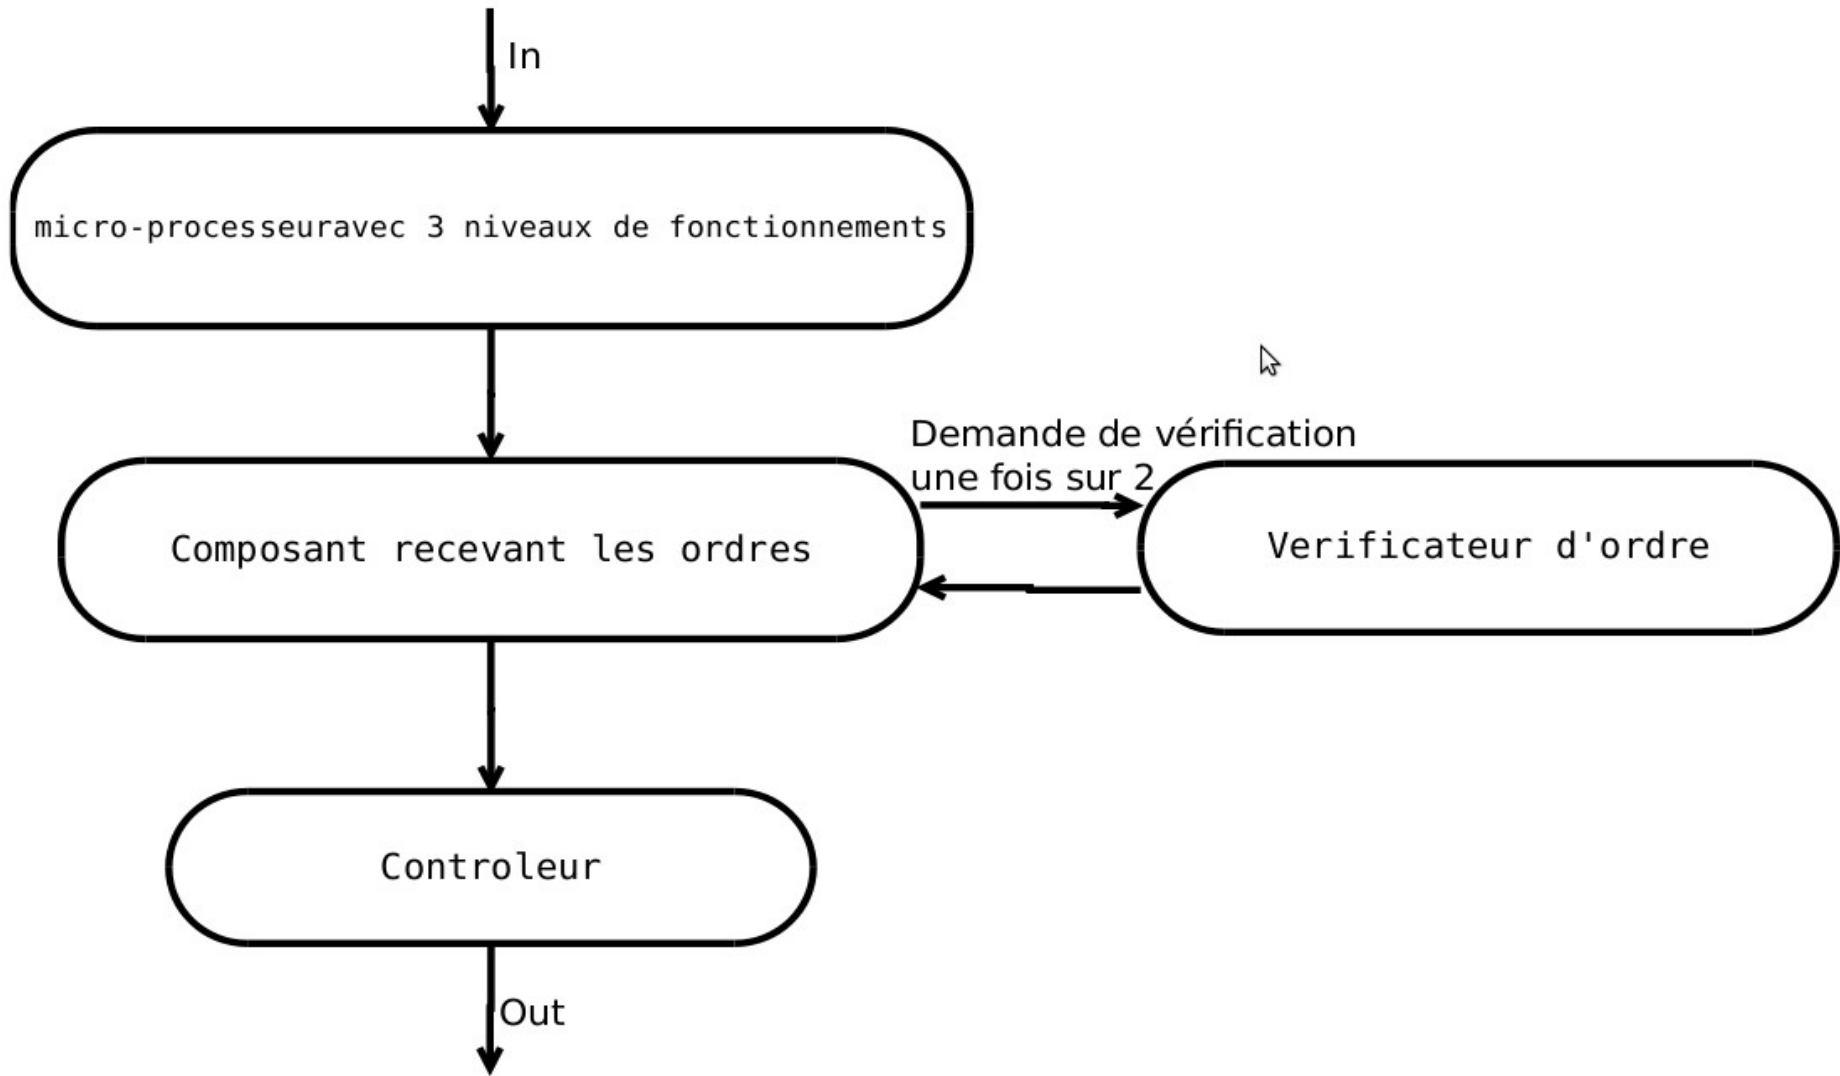 In
micro-processeuravec 3 niveaux de fonctionnements
Demande de vérification
une fois sur 2
Composant recevant les ordres
Verificateur d'ordre
Controleur
Out